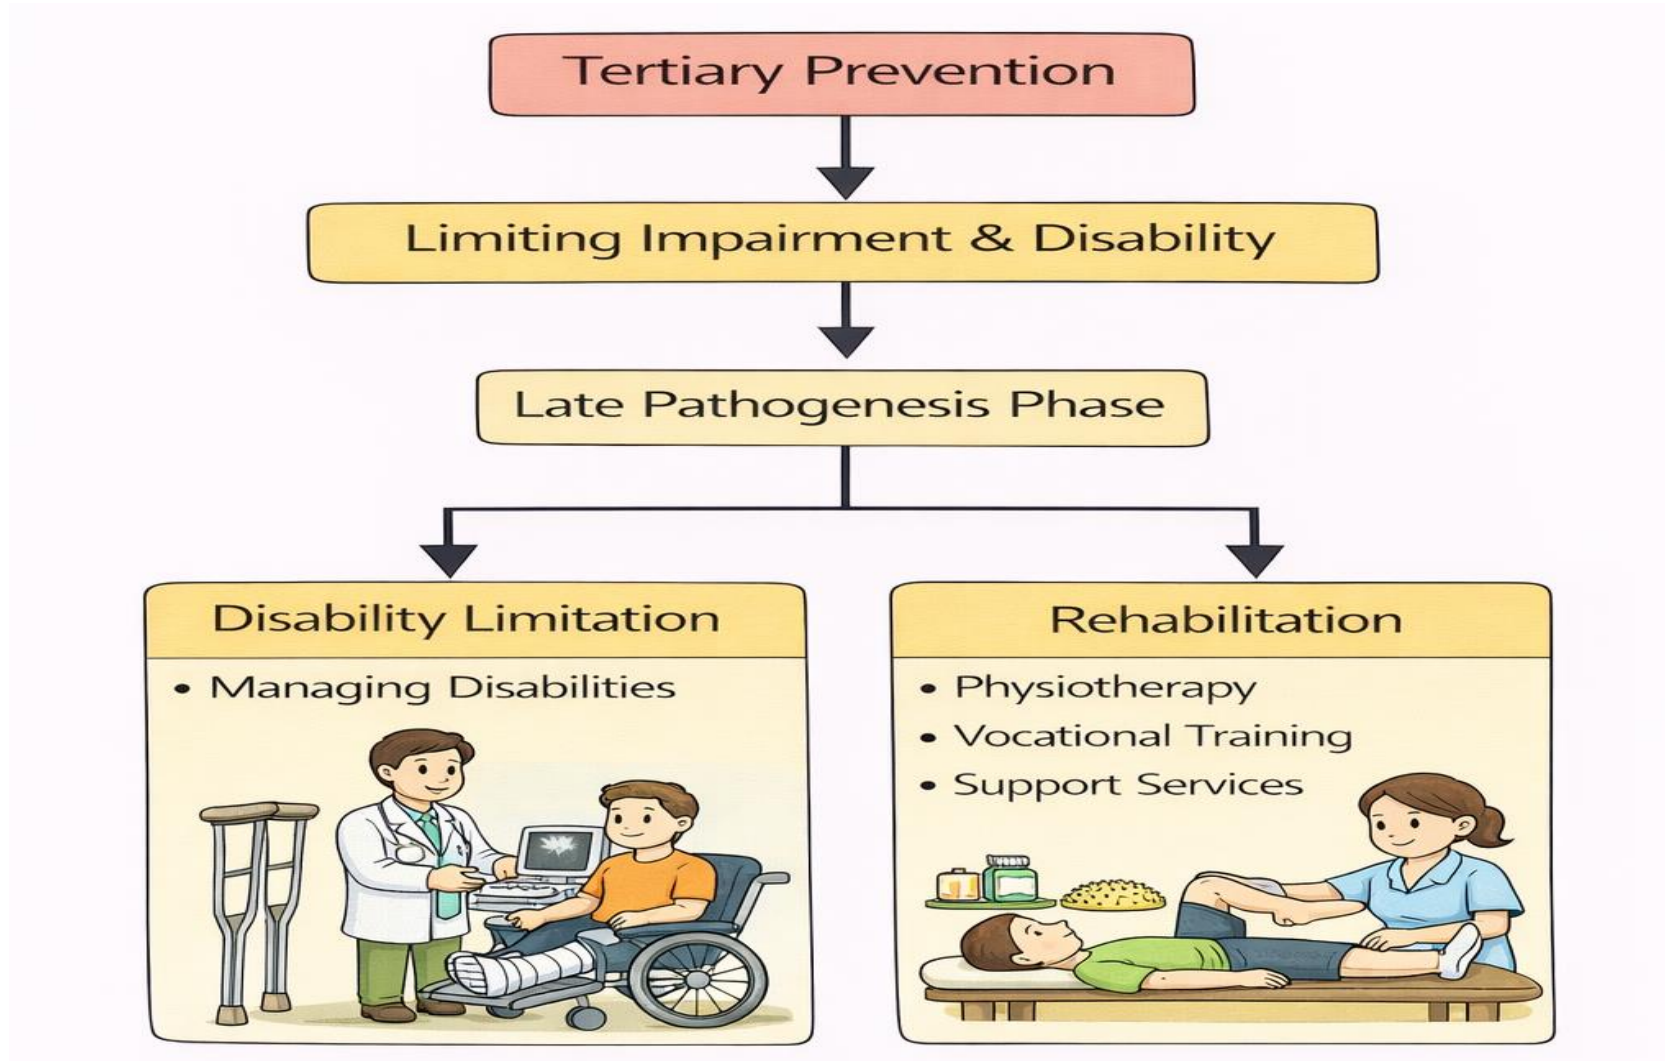 Tertiary Prevention
Limiting Impairment & Disability
Late Pathogenesis Phase
Disability Limitation
• Managing Disabilities
Rehabilitation
• Physiotherapy
• Vocational Training
• Support Services